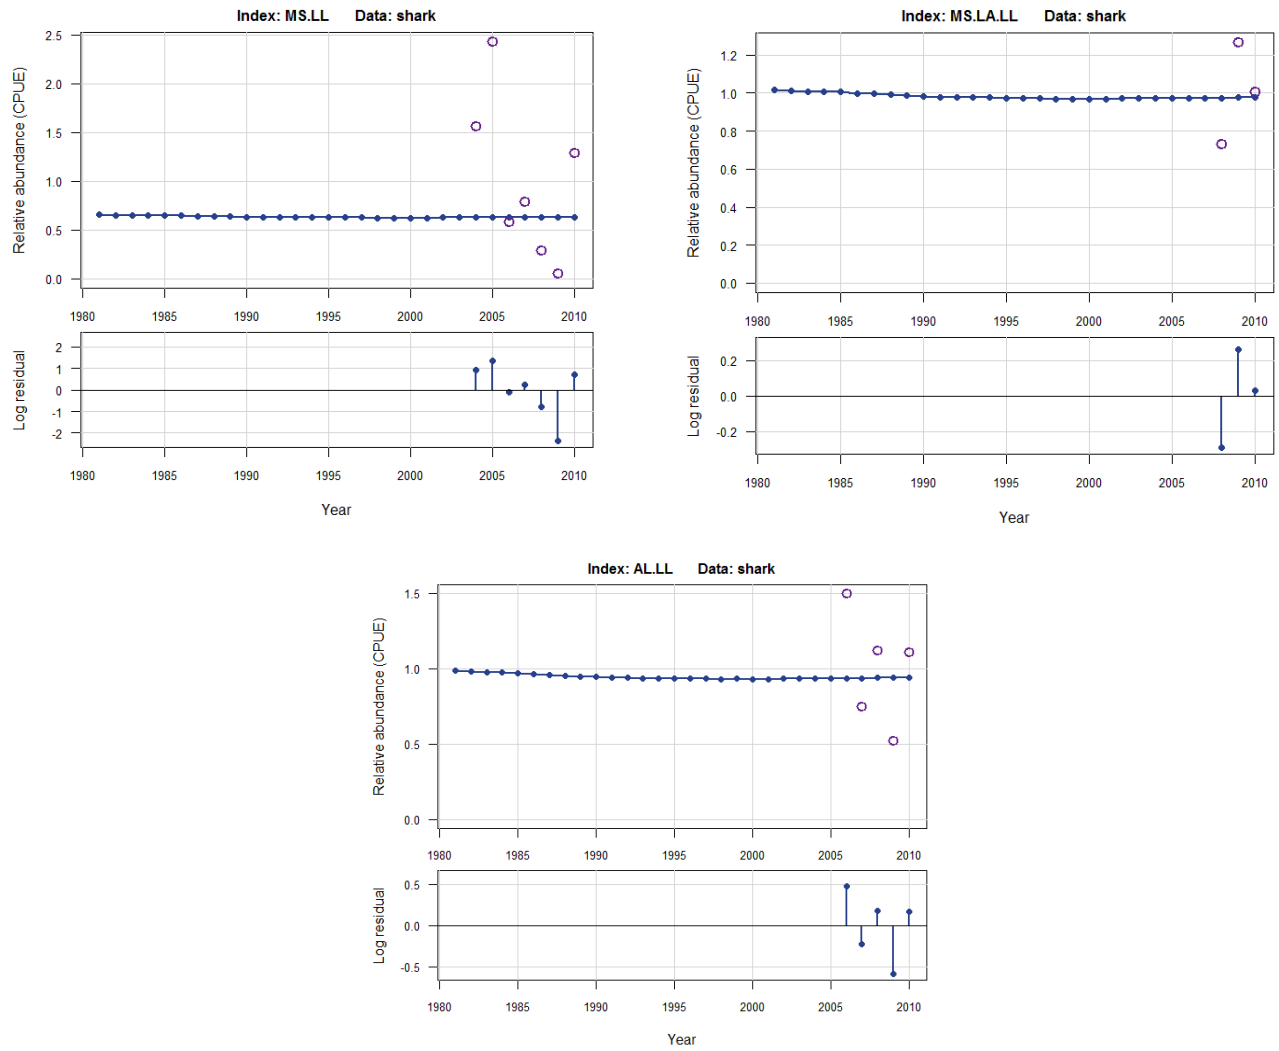 Index: MS.LL Data: shark
Relative abundance (CPUE)
2.5
2.0
1.5
1.0
0.5
0.0
1980 1985 1990 1995 2000 2005 2010
Log residual
2
1
0
-1
-2
1980 1985 1990 1995 2000 2005 2010
Year
Index: MS.LA.LL Data: shark
Relative abundance (CPUE)
1.2
1.0
0.8
0.6
0.4
0.2
0.0
1980 1985 1990 1995 2000 2005 2010
Log residual
0.2
0.0
-0.2
1980 1985 1990 1995 2000 2005 2010
Year
Index: AL.LL Data: shark
Relative abundance (CPUE)
1.5
1.0
0.5
0.0
1980 1985 1990 1995 2000 2005 2010
Log residual
0.5
0.0
-0.5
1980 1985 1990 1995 2000 2005 2010
Year